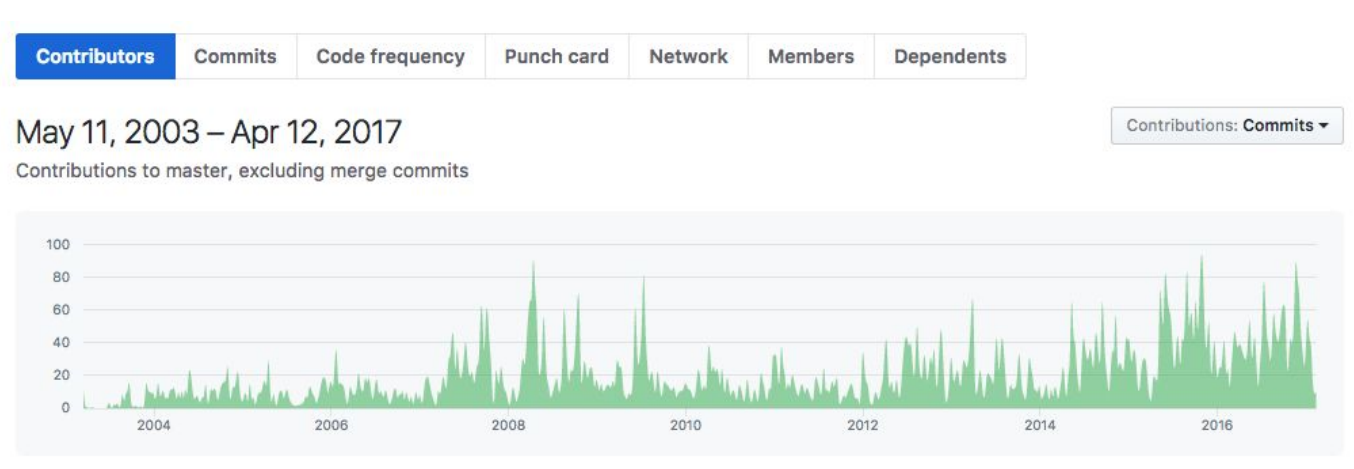 Contributors Commits Code frequency Punch card Network Members Dependents
May 11, 2003 – Apr 12, 2017
Contributions: Commits
Contributions to master, excluding merge commits
100
80
60
40
20
0
2004 2006 2008 2010 2012 2014 2016